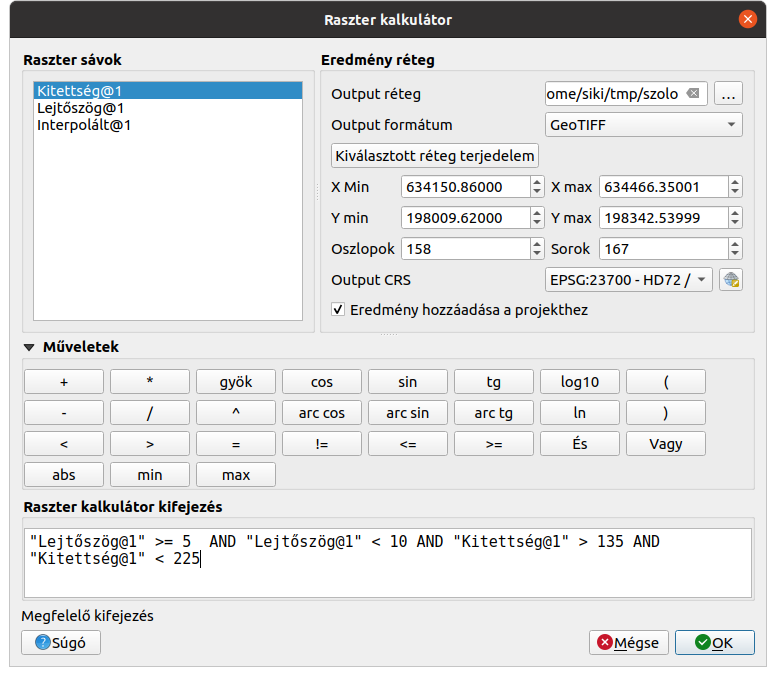 Raszter kalkulátor
Raszter sávok
Kitettség@1
Lejtőszög@1
Interpolált@1
Eredmény réteg
Output réteg ome/siki/tmp/szolo ...
Output formátum GeoTIFF
Kiválasztott réteg terjedelem
X Min 634150.86000 X max 634466.35001
Y min 198009.62000 Y max 198342.53999
Oszlopok 158 Sorok 167
Output CRS EPSG:23700 - HD72 /
Eredmény hozzáadása a projekthez
Műveletek
+ * gyök cos sin tg log10 (
- / ^ arc cos arc sin arc tg ln )
< > = != <= >= És Vagy
abs min max
Raszter kalkulátor kifejezés
"Lejtőszög@1" >= 5  AND "Lejtőszög@1" < 10 AND "Kitettség@1" > 135 AND
"Kitettség@1" < 225
Megfelelő kifejezés
Súgó Mégse OK